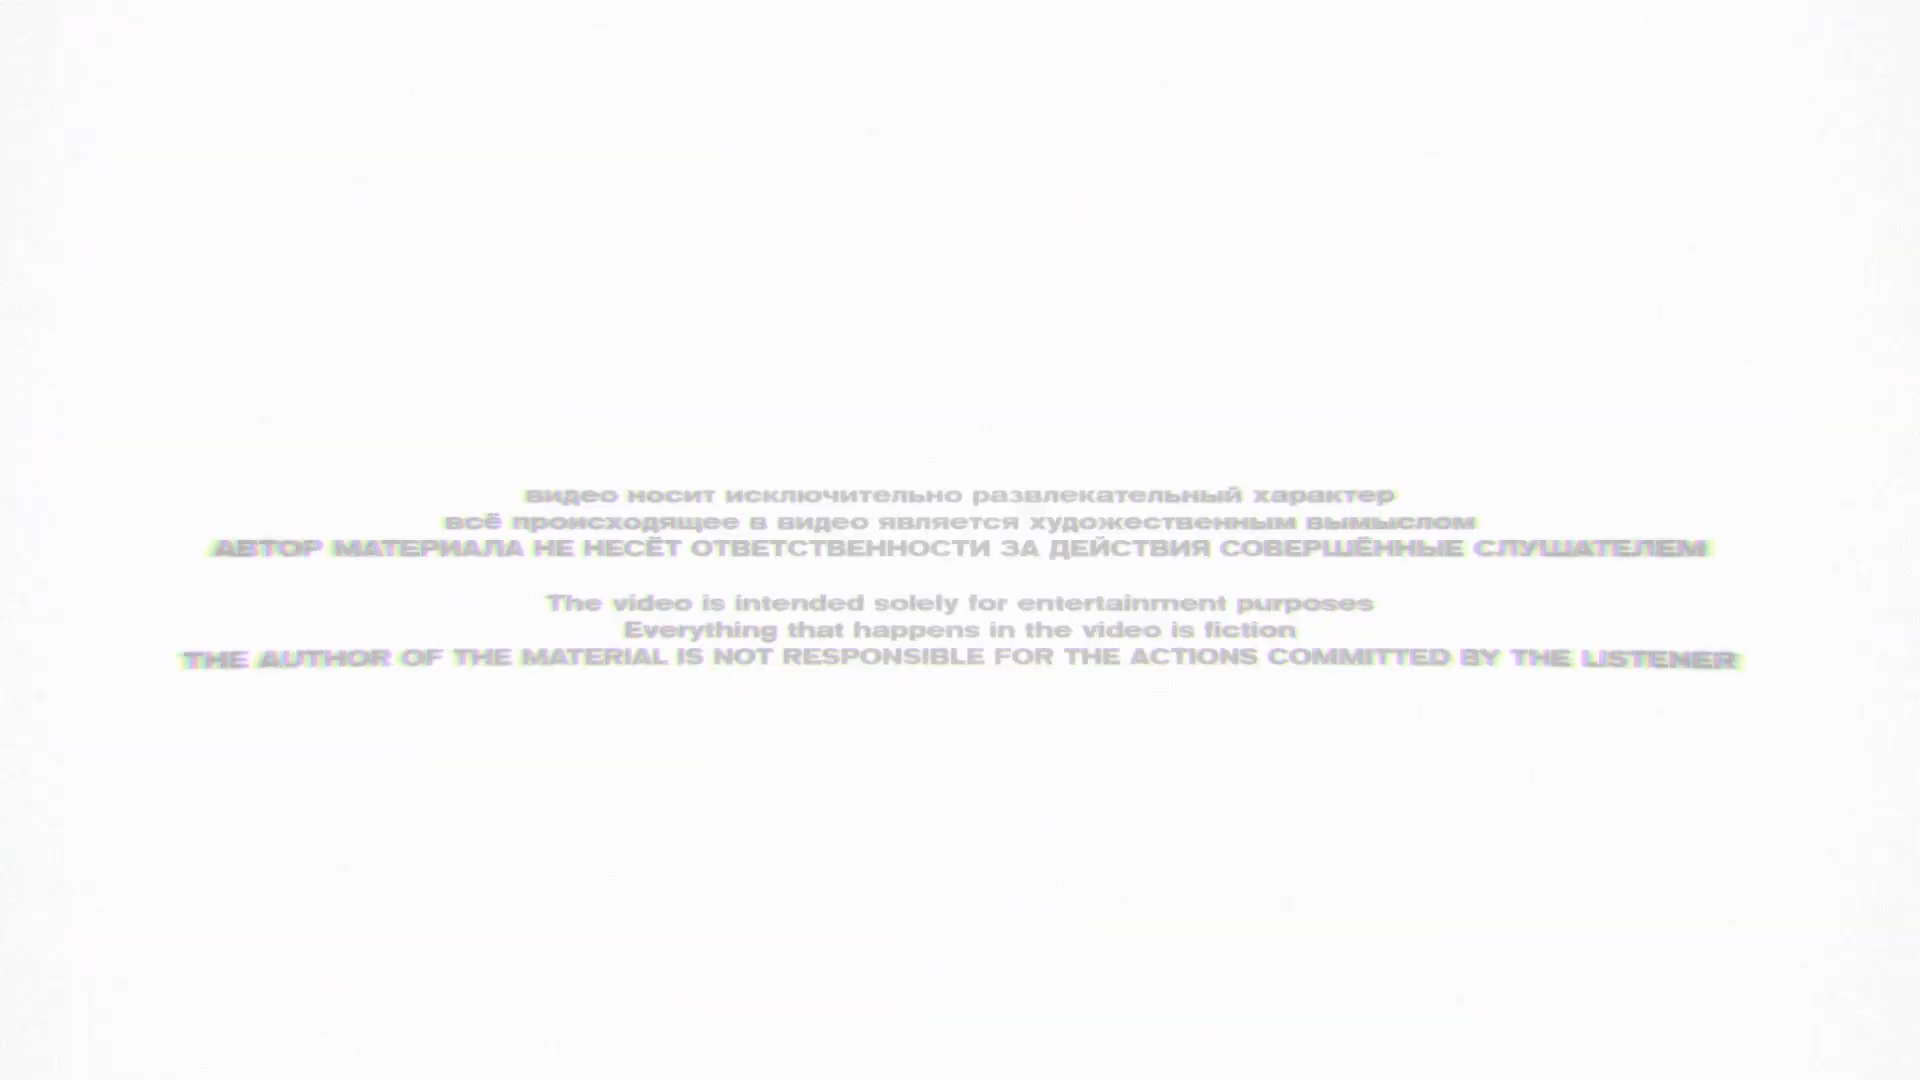 видео носит исключительно развлекательный характер
всё происходящее в видео является художественным вымыслом
АВТОР МАТЕРИАЛА НЕ НЕСЁТ ОТВЕТСТВЕННОСТИ ЗА ДЕЙСТВИЯ СОВЕРШЁННЫЕ СЛУШАТЕЛЕМ
The video is intended solely for entertainment purposes
Everything that happens in the video is fiction
THE AUTHOR OF THE MATERIAL IS NOT RESPONSIBLE FOR THE ACTIONS COMMITTED BY THE LISTENER